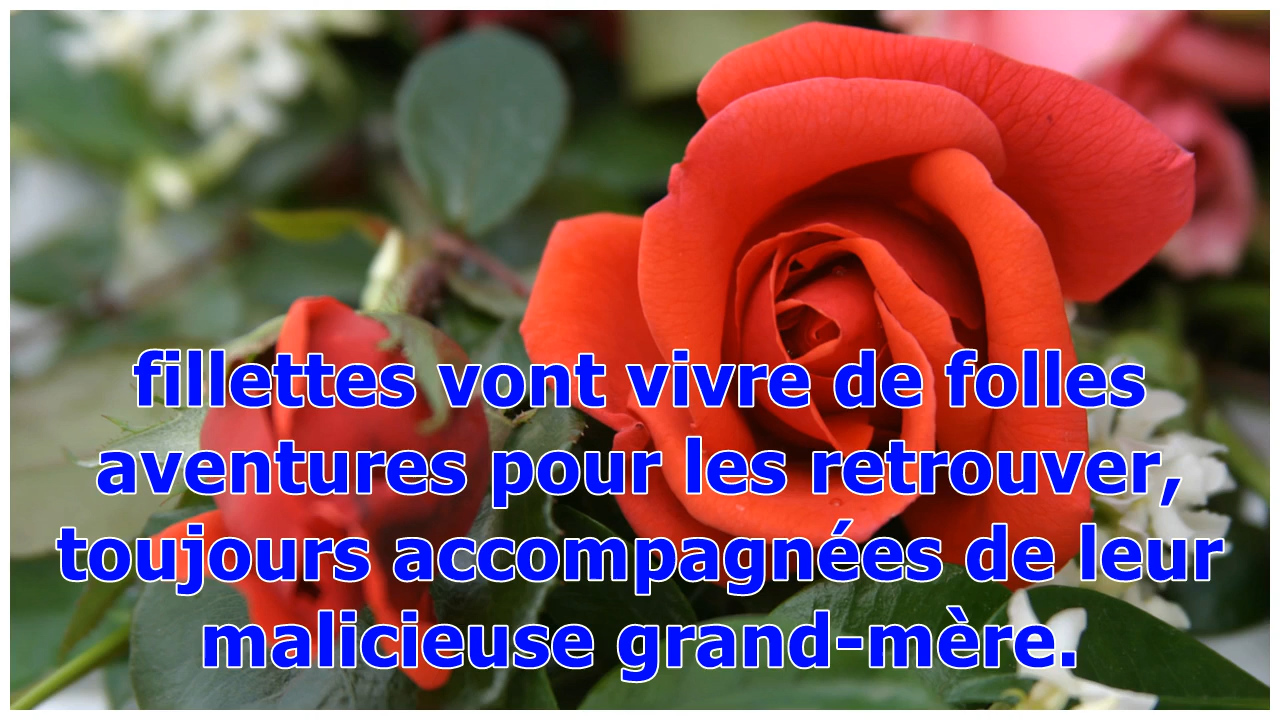 fillettes vont vivre de folles
aventures pour les retrouver,
toujours accompagnées de leur
malicieuse grand-mère.